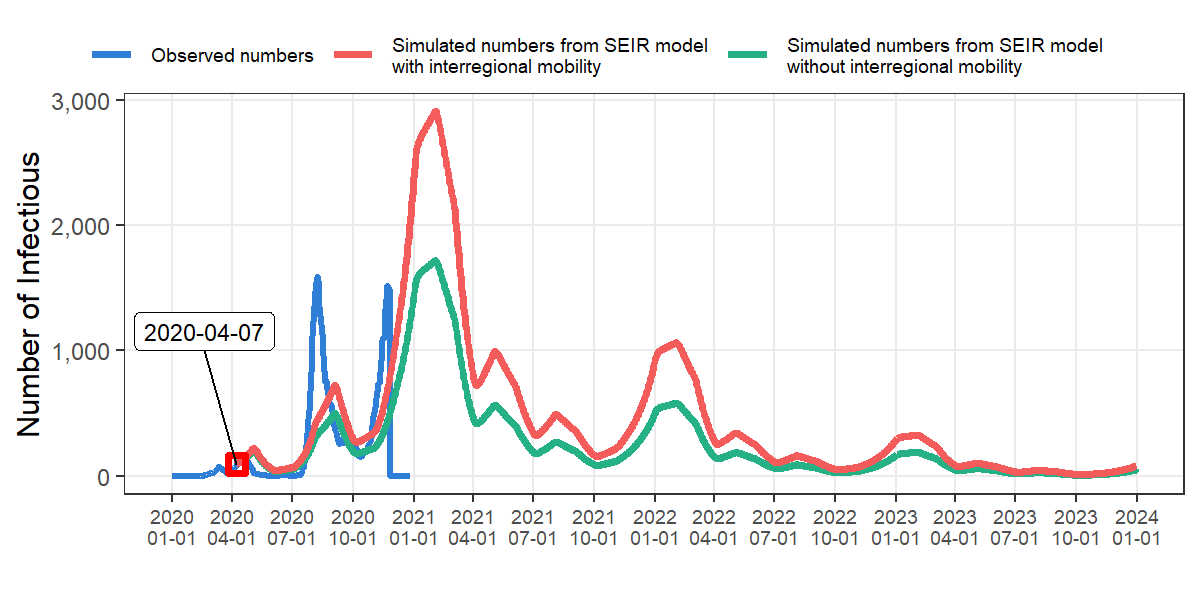 Observed numbers
Simulated numbers from SEIR model
with interregional mobility
Simulated numbers from SEIR model
without interregional mobility
Number of Infectious
3,000
2,000
1,000
0
2020-04-07
2020 2020 2020 2020 2021 2021 2021 2021 2022 2022 2022 2022 2023 2023 2023 2023 2024
01-01 04-01 07-01 10-01 01-01 04-01 07-01 10-01 01-01 04-01 07-01 10-01 01-01 04-01 07-01 10-01 01-01